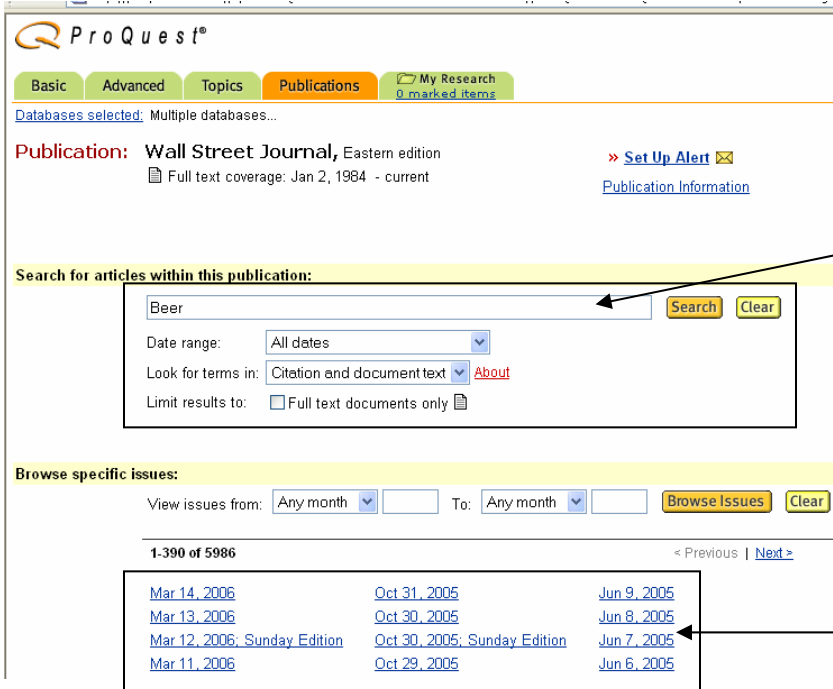 ProQuest®
Basic Advanced Topics Publications My Research
0 marked items
Databases selected: Multiple databases...
Publication: Wall Street Journal, Eastern edition
Full text coverage: Jan 2, 1984 - current
» Set Up Alert
Publication Information
Search for articles within this publication:
Beer Search Clear
Date range: All dates
Look for terms in: Citation and document text About
Limit results to: Full text documents only
Browse specific issues:
View issues from: Any month To: Any month Browse Issues Clear
1-390 of 5986 < Previous | Next >
Mar 14, 2006 Oct 31, 2005 Jun 9, 2005
Mar 13, 2006 Oct 30, 2005 Jun 8, 2005
Mar 12, 2006; Sunday Edition Oct 30, 2005; Sunday Edition Jun 7, 2005
Mar 11, 2006 Oct 29, 2005 Jun 6, 2005